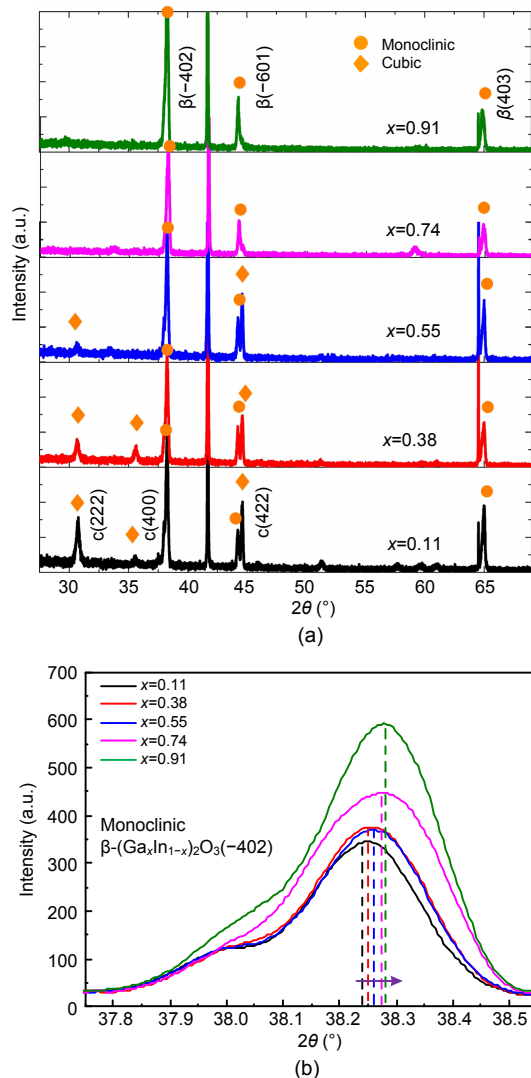 Monoclinic
Cubic
β(−402)
β(−601)
β(403)
x=0.91
x=0.74
x=0.55
x=0.38
c(222)
c(400)
c(422)
x=0.11
Intensity (a.u.)
30 35 40 45 50 55 60 65
2θ (°)
(a)
700
600
500
400
300
200
100
0
x=0.11
x=0.38
x=0.55
x=0.74
x=0.91
Monoclinic
β-(GaₓIn₁₋ₓ)₂O₃(−402)
Intensity (a.u.)
37.8 37.9 38.0 38.1 38.2 38.3 38.4 38.5
2θ (°)
(b)